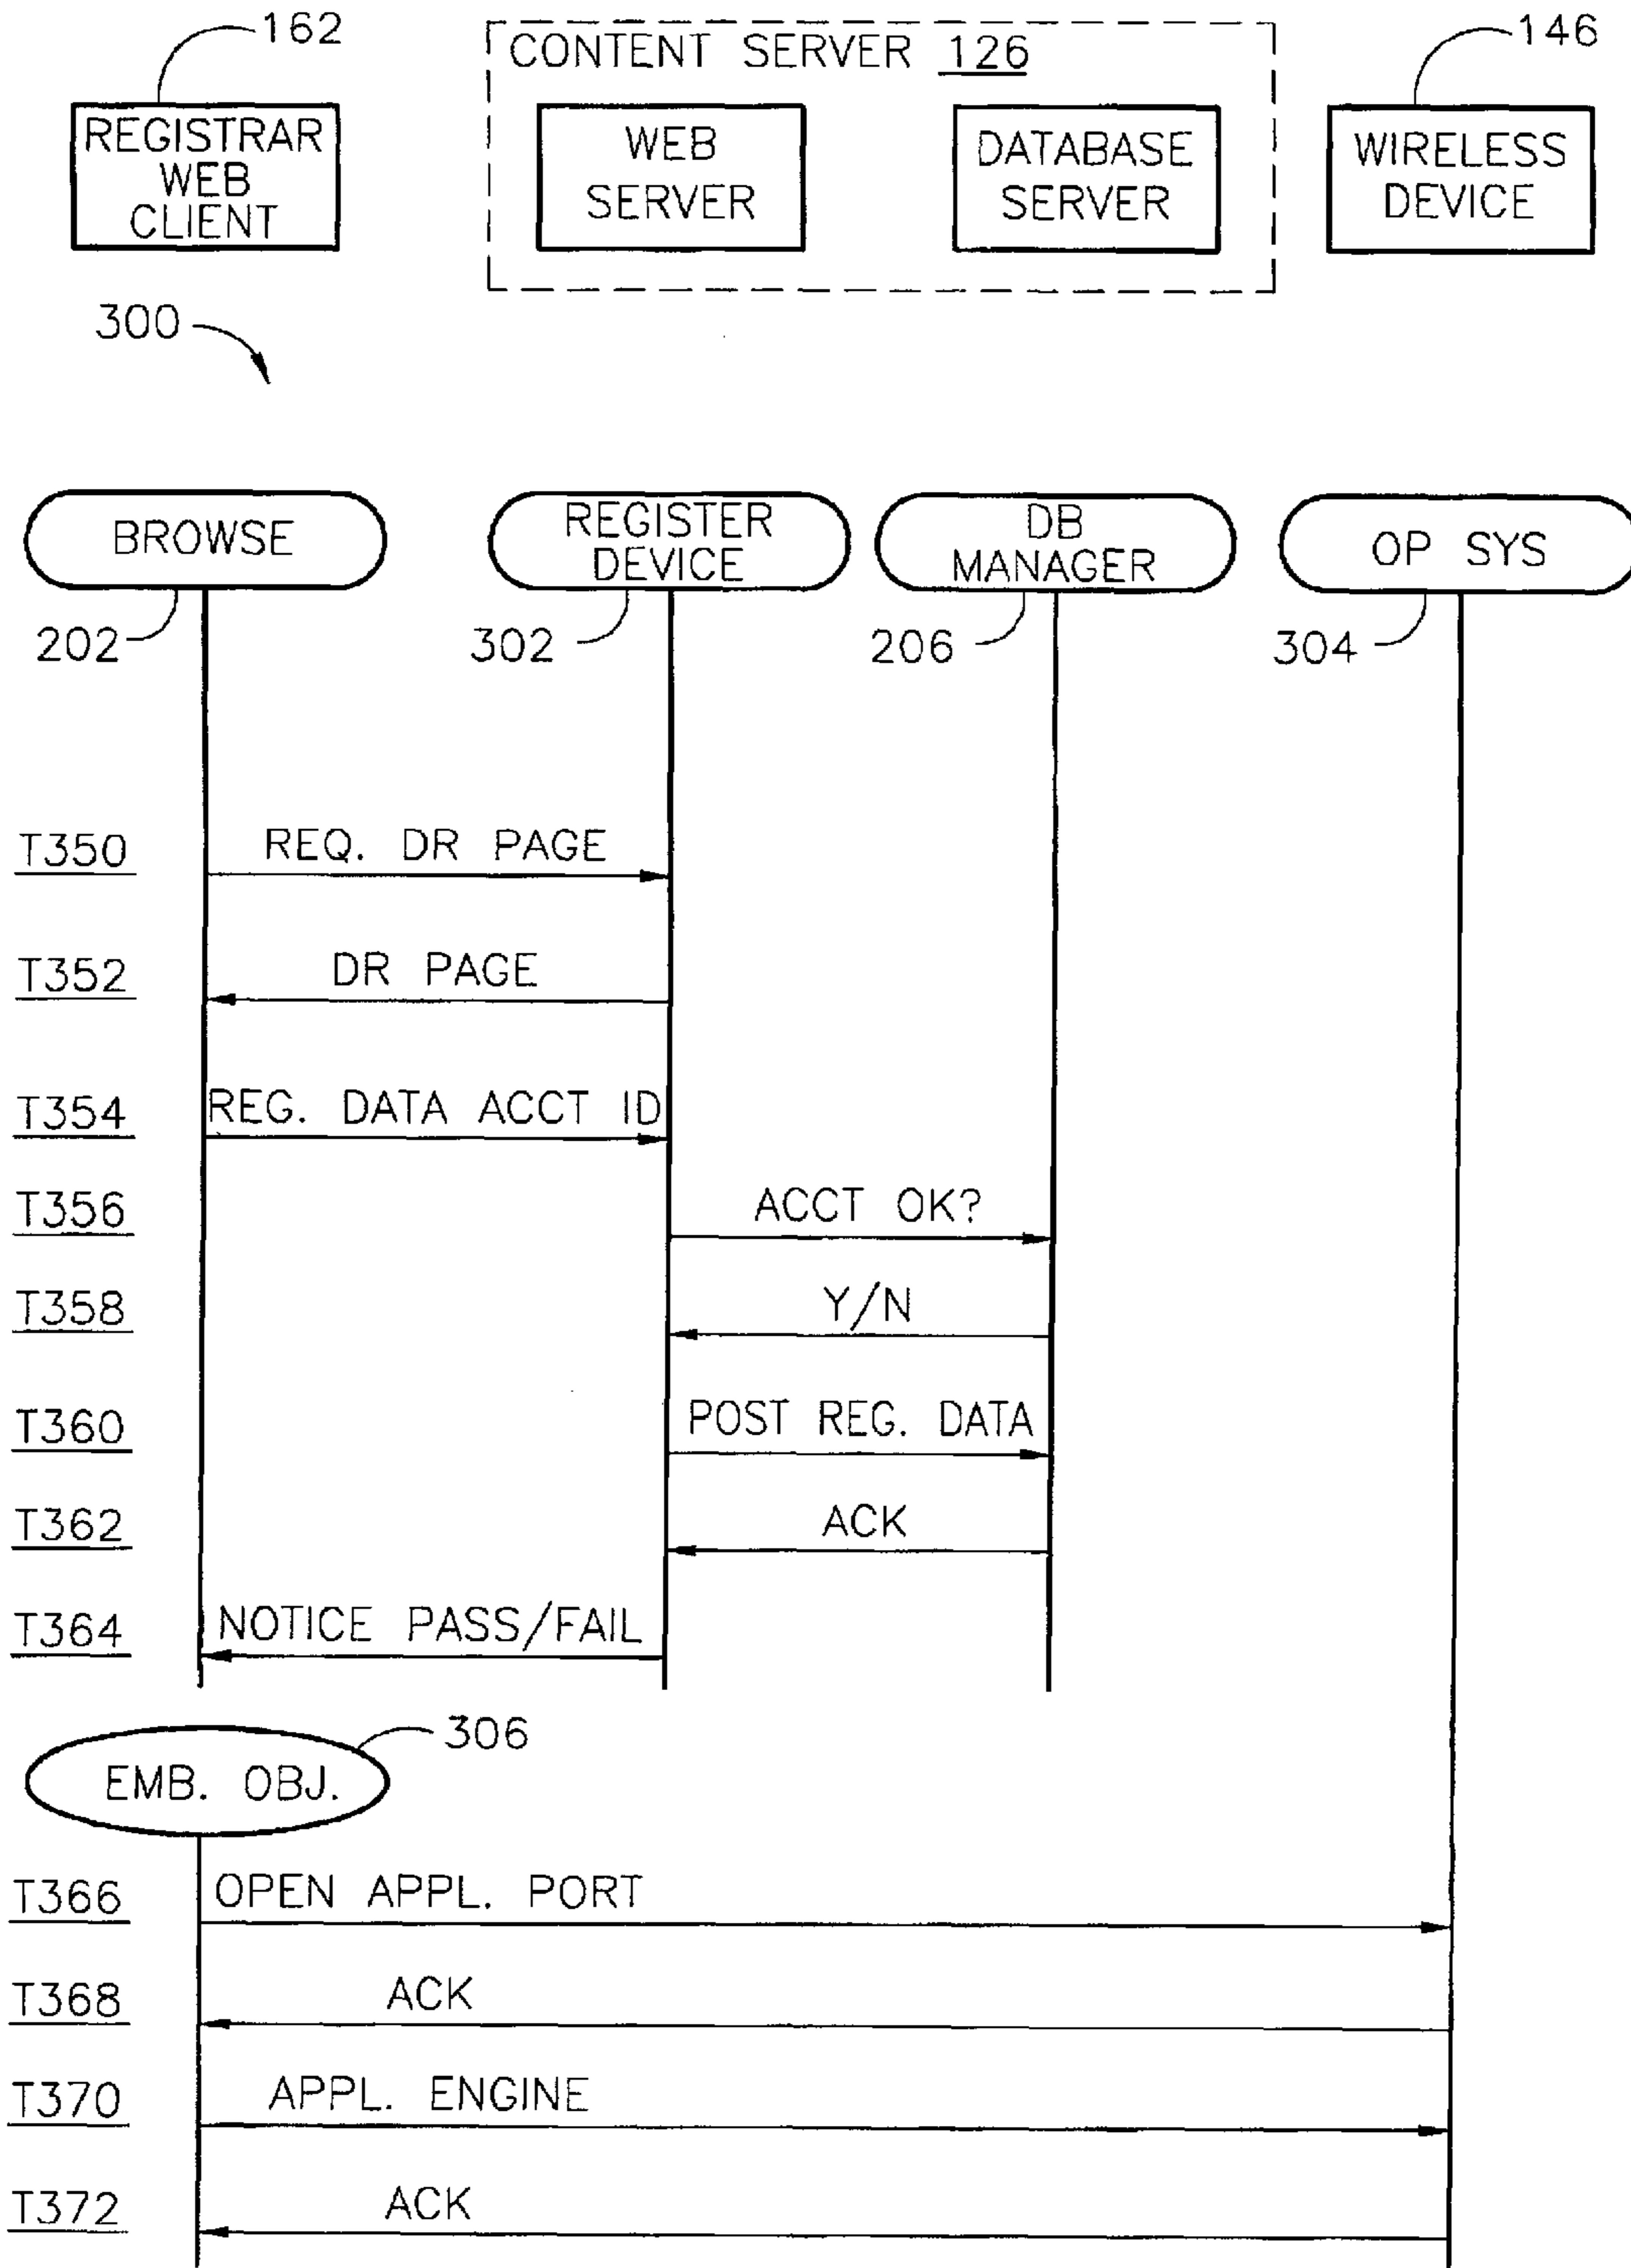 162
CONTENT SERVER 126
146
REGISTRAR
WEB
CLIENT
WEB
SERVER
DATABASE
SERVER
WIRELESS
DEVICE
300
BROWSE
REGISTER
DEVICE
DB
MANAGER
OP SYS
202
302
206
304
T350
REQ. DR PAGE
T352
DR PAGE
T354
REG. DATA ACCT ID
T356
ACCT OK?
T358
Y/N
T360
POST REG. DATA
T362
ACK
T364
NOTICE PASS/FAIL
306
EMB. OBJ.
T366
OPEN APPL. PORT
T368
ACK
T370
APPL. ENGINE
T372
ACK